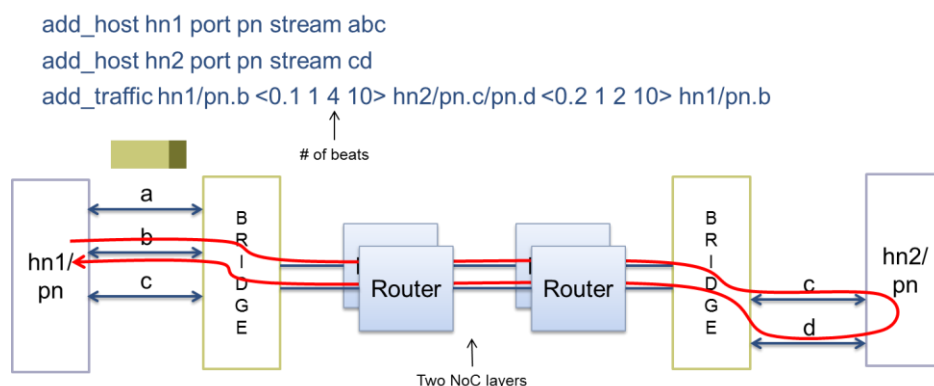 add_host hn1 port pn stream abc
add_host hn2 port pn stream cd
add_traffic hn1/pn.b <0.1 1 4 10> hn2/pn.c/pn.d <0.2 1 2 10> hn1/pn.b
# of beats
a
b
c
hn1/
pn
BRIDGE
Router
Router
BRIDGE
c
d
hn2/
pn
Two NoC layers